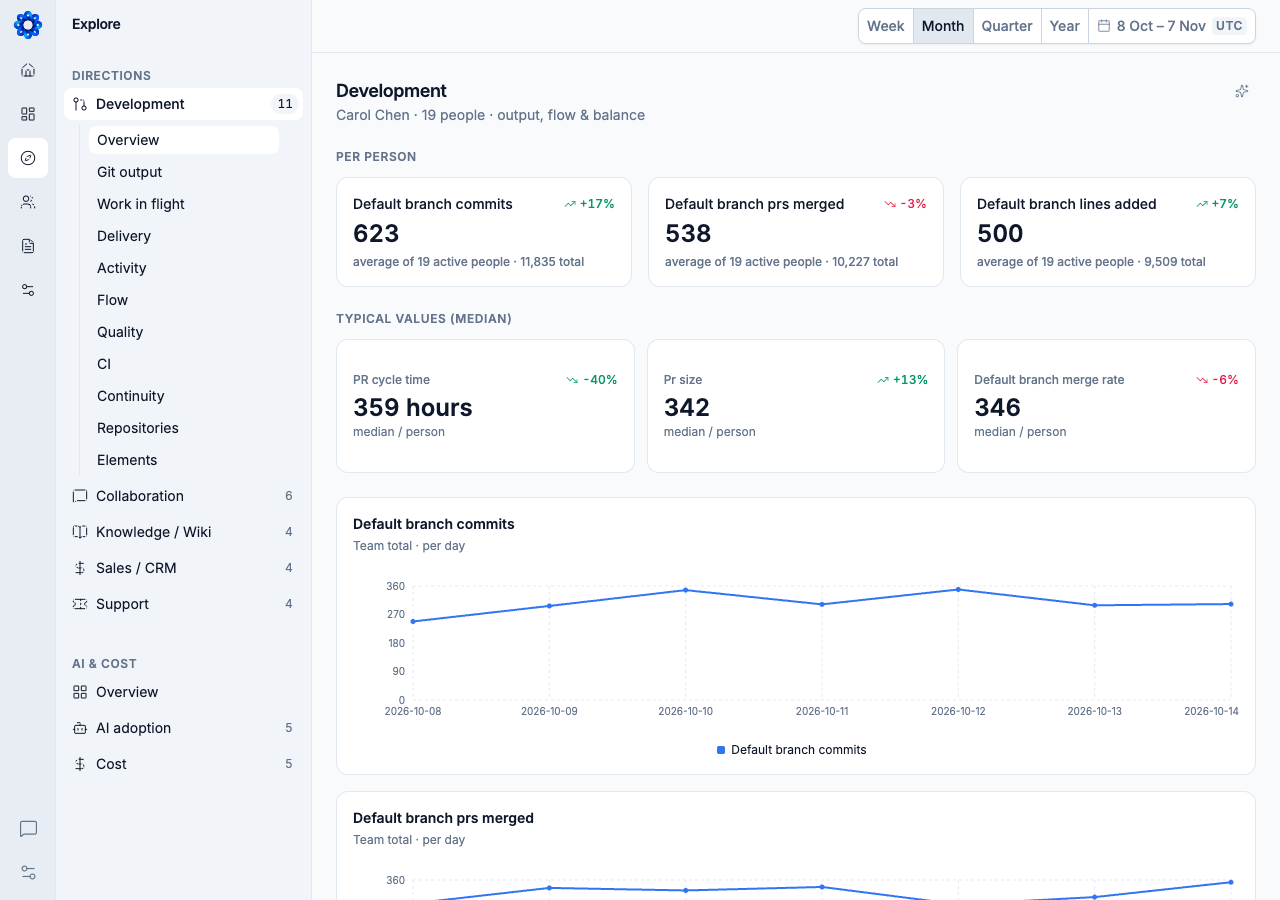 Explore
Week
Month
Quarter
Year
8 Oct – 7 Nov UTC
DIRECTIONS
Development 11
Overview
Git output
Work in flight
Delivery
Activity
Flow
Quality
CI
Continuity
Repositories
Elements
Collaboration 6
Knowledge / Wiki 4
Sales / CRM 4
Support 4
AI & COST
Overview
AI adoption 5
Cost 5
Development
Carol Chen · 19 people · output, flow & balance
PER PERSON
Default branch commits +17%
623
average of 19 active people · 11,835 total
Default branch prs merged -3%
538
average of 19 active people · 10,227 total
Default branch lines added +7%
500
average of 19 active people · 9,509 total
TYPICAL VALUES (MEDIAN)
PR cycle time -40%
359 hours
median / person
Pr size +13%
342
median / person
Default branch merge rate -6%
346
median / person
Default branch commits
Team total · per day
360
270
180
90
0
2026-10-08 2026-10-09 2026-10-10 2026-10-11 2026-10-12 2026-10-13 2026-10-14
Default branch commits
Default branch prs merged
Team total · per day
360